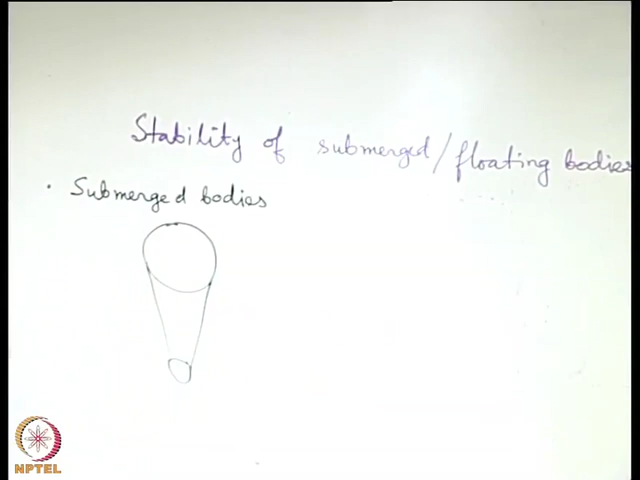 Stability of submerged/floating bodies
• Submerged bodies
NPTEL